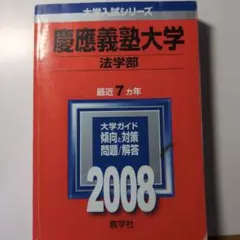 大学入試シリーズ
慶應義塾大学
法学部
最近7ヵ年
大学ガイド
傾向と対策
問題/解答
2008
教学社